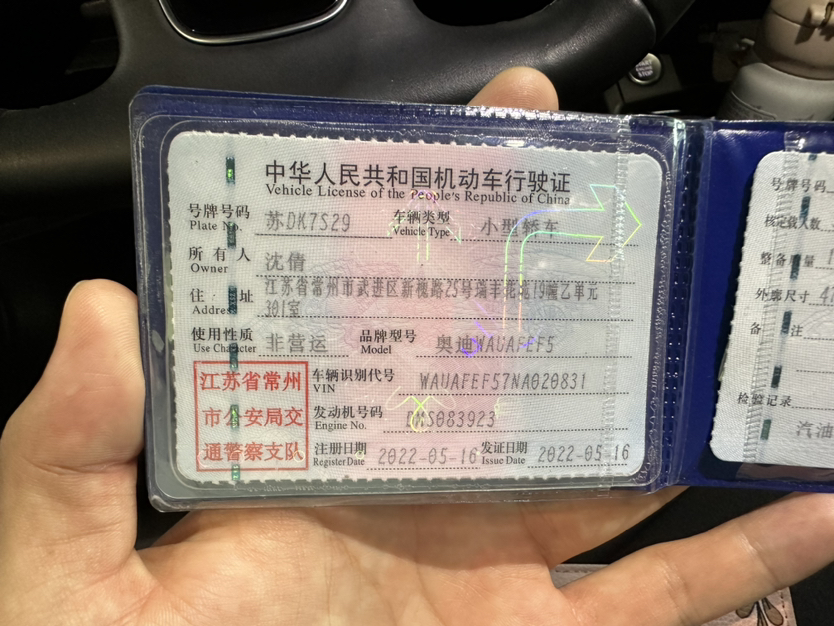 中华人民共和国机动车行驶证
Vehicle License of the People's Republic of China
号牌号码 苏DK7S29 车辆类型 小型轿车
Plate No. Vehicle Type
所有人 沈倩
Owner
住址 江苏省常州市武进区新槐路25号瑞丰花苑19幢乙单元
Address 301室
使用性质 非营运 品牌型号 奥迪WAUAFEF5
Use Character Model
江苏省常州
市公安局交
通警察支队
车辆识别代号 WAUAFEF57NA020831
VIN
发动机号码 DMS083923
Engine No.
注册日期 2022-05-16 发证日期 2022-05-16
Register Date Issue Date
号牌号码
核定载人数
整备质量 1
外廓尺寸 47
备注
检验记录
汽油
STOP